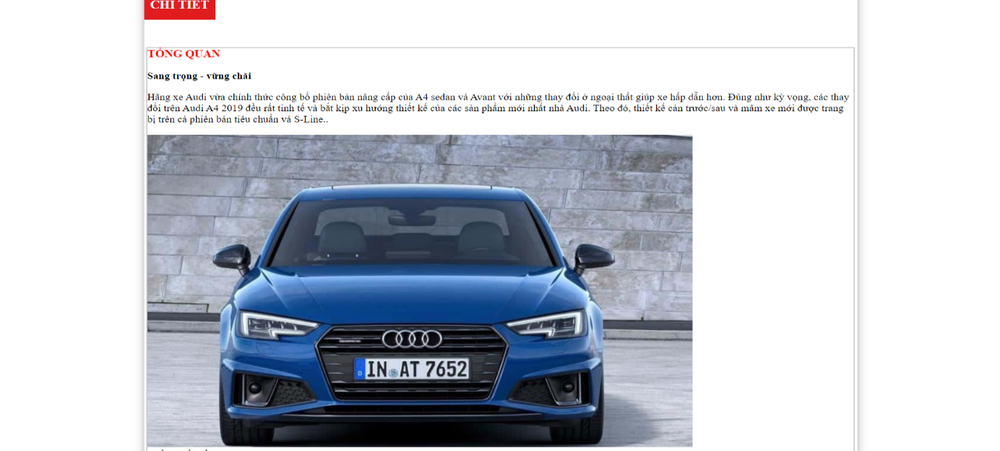 CHI TIẾT
TỔNG QUAN
Sang trọng - vững chãi
Hãng xe Audi vừa chính thức công bố phiên bản nâng cấp của A4 sedan và Avant với những thay đổi ở ngoại thất giúp xe hấp dẫn hơn. Đúng như kỳ vọng, các thay
đổi trên Audi A4 2019 đều rất tinh tế và bắt kịp xu hướng thiết kế của các sản phẩm mới nhất nhà Audi. Theo đó, thiết kế cản trước/sau và mâm xe mới được trang
bị trên cả phiên bản tiêu chuẩn và S-Line..
D IN AT 7652